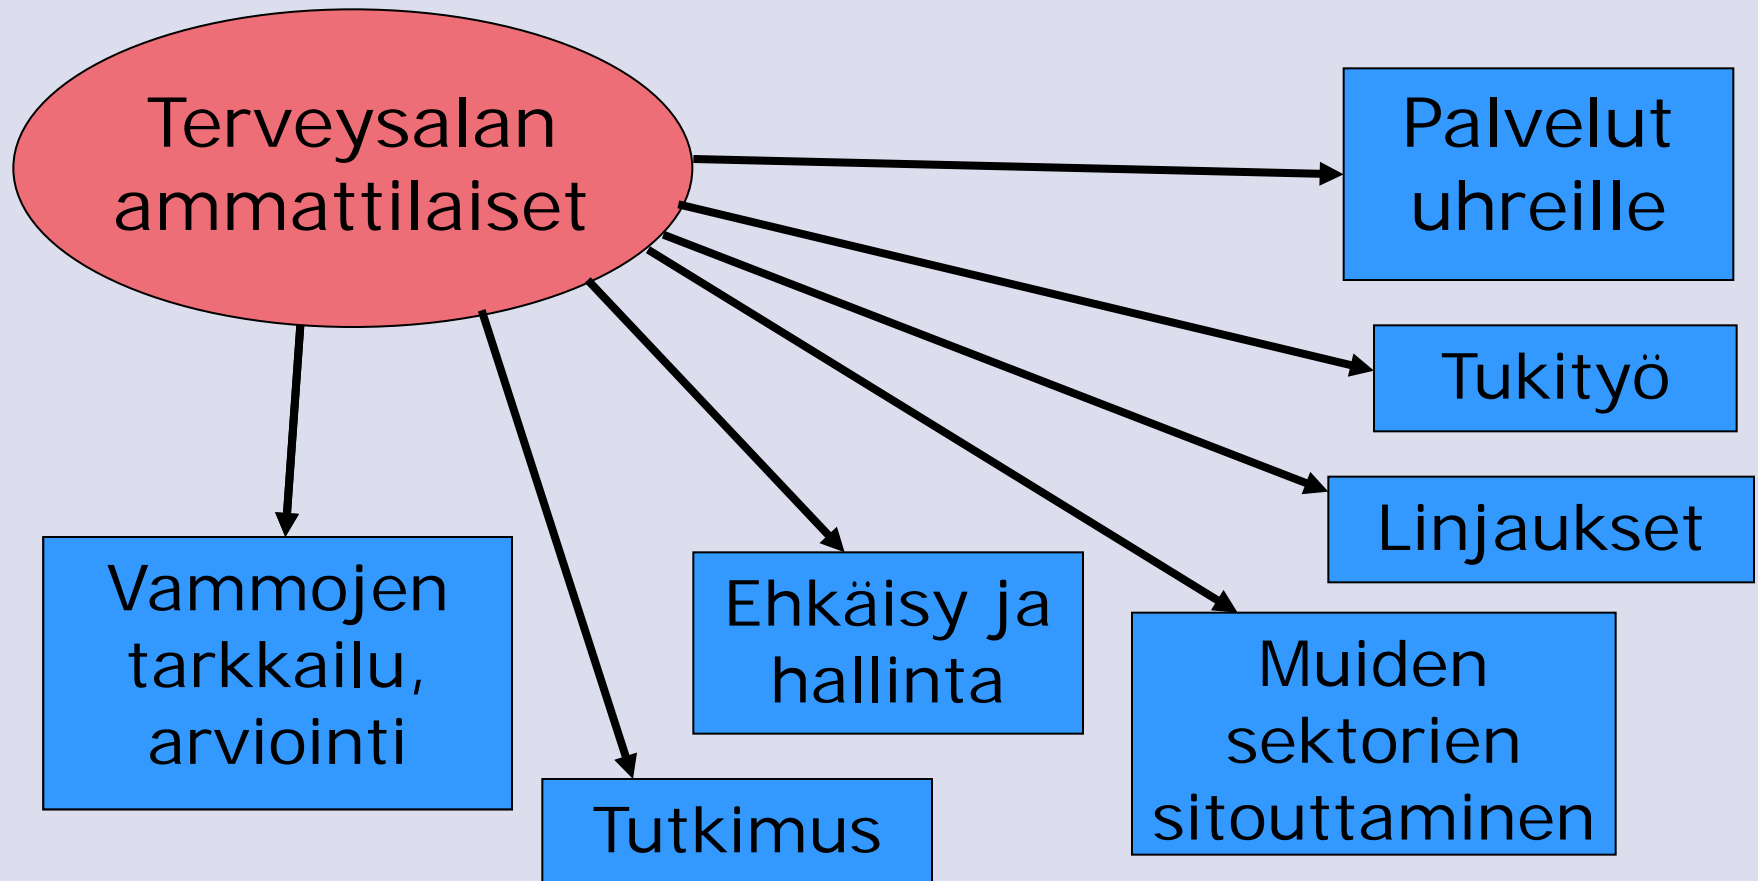 Terveysalan
ammattilaiset
Palvelut
uhreille
Tukityö
Linjaukset
Muiden
sektorien
sitouttaminen
Ehkäisy ja
hallinta
Tutkimus
Vammojen
tarkkailu,
arviointi